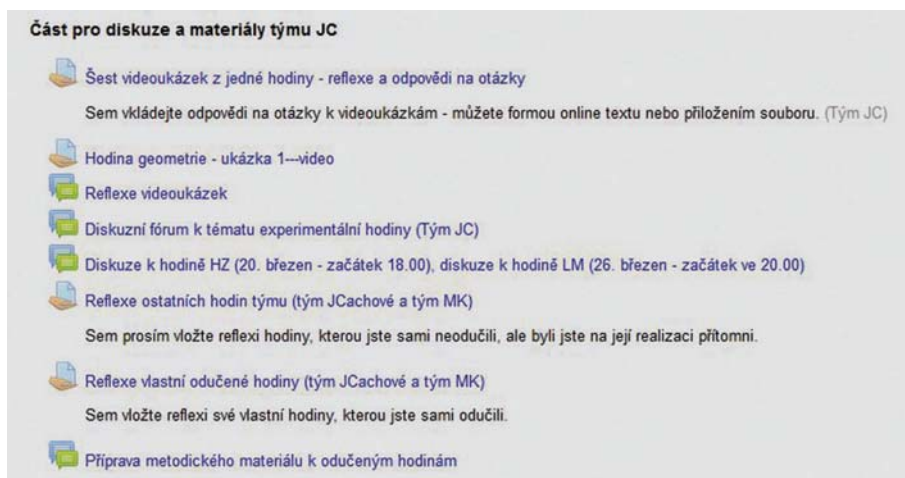 Část pro diskuze a materiály týmu JC
Šest videoukázek z jedné hodiny - reflexe a odpovědi na otázky
Sem vkládejte odpovědi na otázky k videoukázkám - můžete formou online textu nebo přiložením souboru. (Tým JC)
Hodina geometrie - ukázka 1---video
Reflexe videoukázek
Diskuzní fórum k tématu experimentální hodiny (Tým JC)
Diskuze k hodině HZ (20. březen - začátek 18.00), diskuze k hodině LM (26. březen - začátek ve 20.00)
Reflexe ostatních hodin týmu (tým JCachové a tým MK)
Sem prosím vložte reflexi hodiny, kterou jste sami neodučili, ale byli jste na její realizaci přítomni.
Reflexe vlastní odučené hodiny (tým JCachové a tým MK)
Sem vložte reflexi své vlastní hodiny, kterou jste sami odučili.
Příprava metodického materiálu k odučeným hodinám